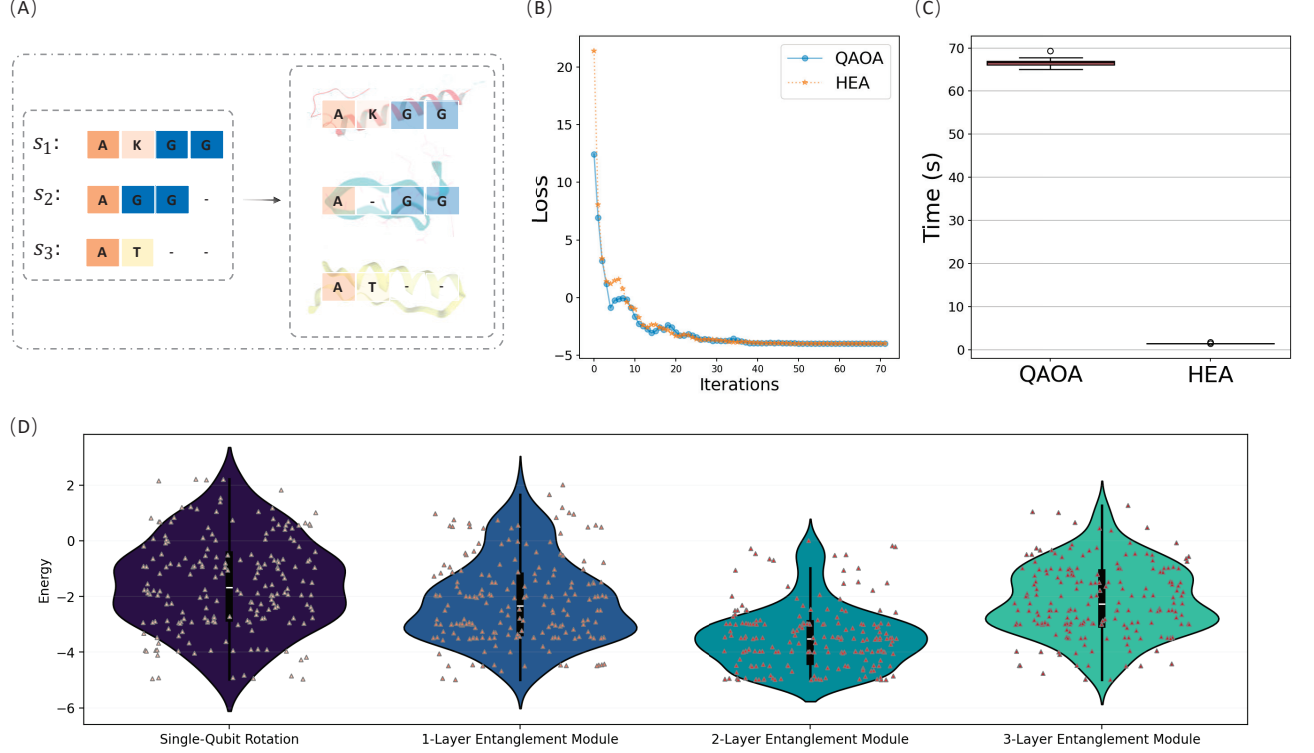 (A)
S1: A K G G
S2: A G G -
S3: A T - -
A K G G
A - G G
A T - -
(B)
QAOA
HEA
20
15
10
5
0
−5
Loss
0 10 20 30 40 50 60 70
Iterations
(C)
70
60
50
40
30
20
10
0
Time (s)
QAOA HEA
(D)
2
0
−2
−4
−6
Energy
Single-Qubit Rotation 1-Layer Entanglement Module 2-Layer Entanglement Module 3-Layer Entanglement Module